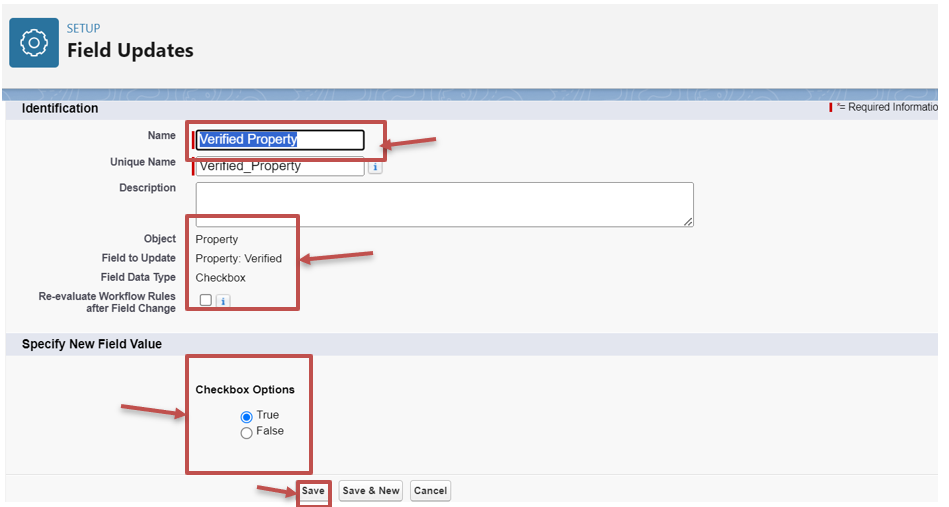 SETUP
Field Updates
Identification
= Required Informatio
Name
Verified Property
Unique Name
Verified_Property
i
Description
Object
Property
Field to Update
Property: Verified
Field Data Type
Checkbox
Re-evaluate Workflow Rules
after Field Change
i
Specify New Field Value
Checkbox Options
True
False
Save
Save & New
Cancel